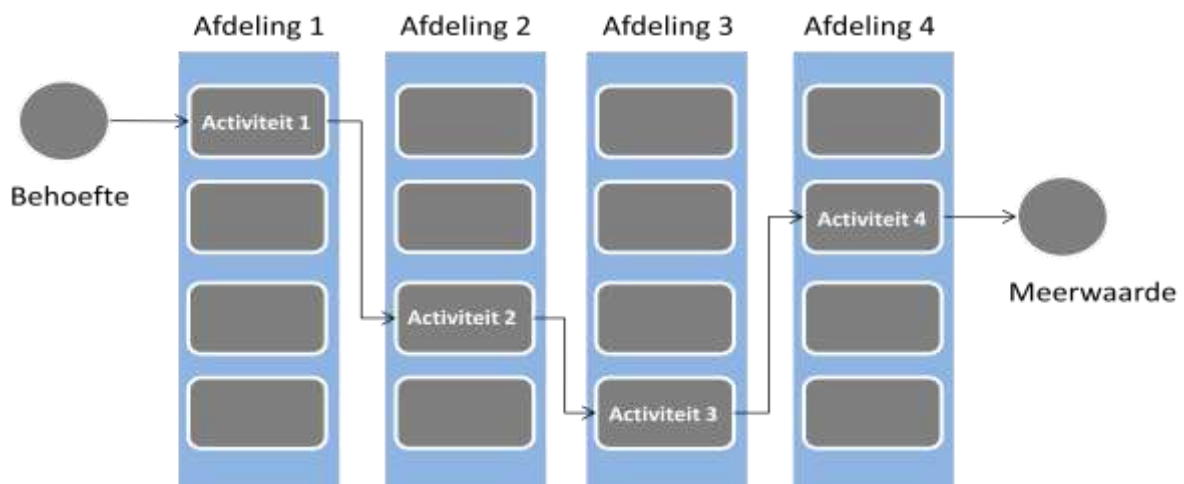 Afdeling 1
Afdeling 2
Afdeling 3
Afdeling 4
Activiteit 1
Behoefte
Activiteit 4
Meerwaarde
Activiteit 2
Activiteit 3